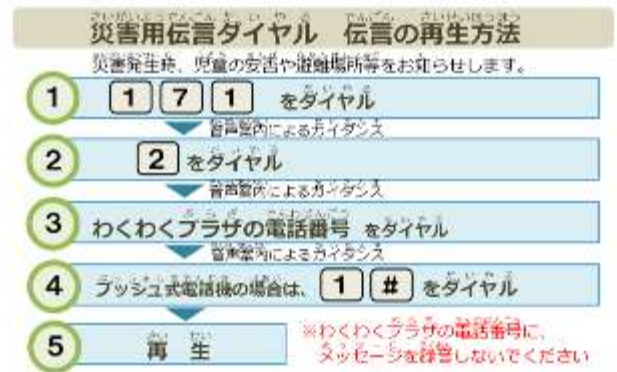 災害用伝言ダイヤル 伝言の再生方法
災害発生時、児童の安否や避難場所等をお知らせします。
1 1 7 1 をダイヤル
音声案内によるガイダンス
2 2 をダイヤル
音声案内によるガイダンス
3 わくわくプラザの電話番号 をダイヤル
音声案内によるガイダンス
4 プッシュ式電話機の場合は、 1 # をダイヤル
5 再生
※わくわくプラザの電話番号に、
メッセージを録音しないでください